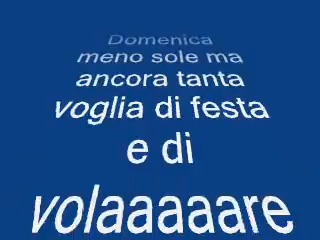 Domenica
meno sole ma
ancora tanta
voglia di festa
e di
volaaaaare